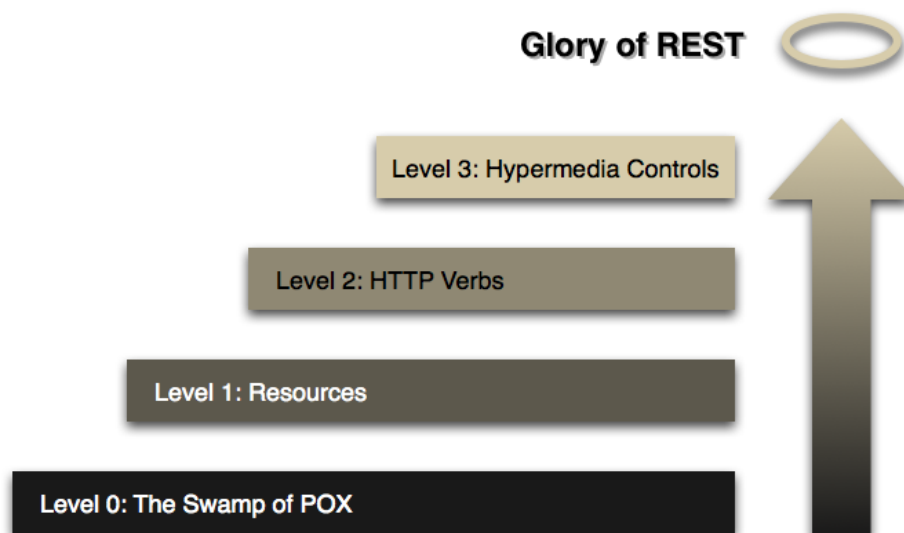 Glory of REST
Level 3: Hypermedia Controls
Level 2: HTTP Verbs
Level 1: Resources
Level 0: The Swamp of POX